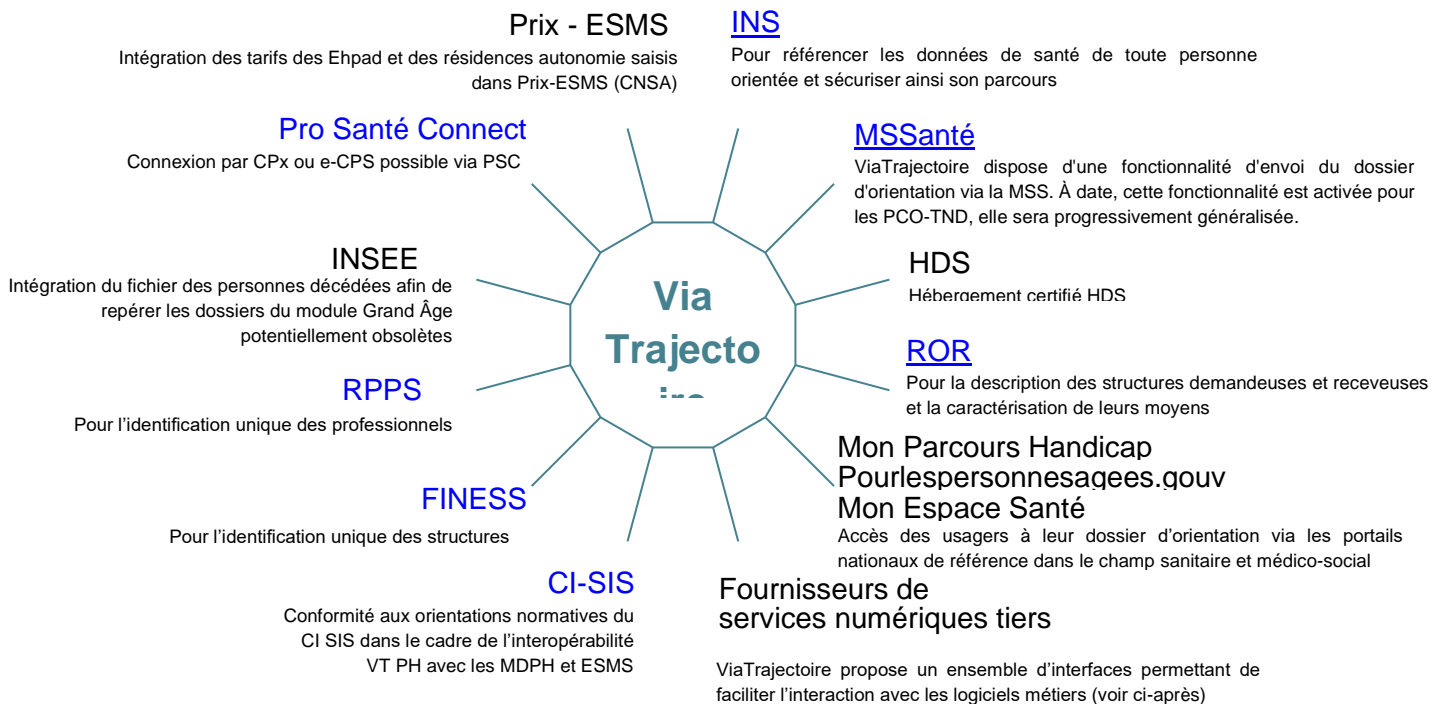 Prix - ESMS
Intégration des tarifs des Ehpad et des résidences autonomie saisis
dans Prix-ESMS (CNSA)
INS
Pour référencer les données de santé de toute personne
orientée et sécuriser ainsi son parcours
Pro Santé Connect
Connexion par CPx ou e-CPS possible via PSC
MSSanté
ViaTrajectoire dispose d'une fonctionnalité d'envoi du dossier
d'orientation via la MSS. À date, cette fonctionnalité est activée pour
les PCO-TND, elle sera progressivement généralisée.
INSEE
Intégration du fichier des personnes décédées afin de
repérer les dossiers du module Grand Âge
potentiellement obsolètes
Via
Trajecto
ire
HDS
Hébergement certifié HDS
RPPS
Pour l’identification unique des professionnels
ROR
Pour la description des structures demandeuses et receveuses
et la caractérisation de leurs moyens
FINESS
Pour l’identification unique des structures
Mon Parcours Handicap
Pourlespersonnesagees.gouv
Mon Espace Santé
Accès des usagers à leur dossier d’orientation via les portails
nationaux de référence dans le champ sanitaire et médico-social
CI-SIS
Conformité aux orientations normatives du
CI SIS dans le cadre de l’interopérabilité
VT PH avec les MDPH et ESMS
Fournisseurs de
services numériques tiers
ViaTrajectoire propose un ensemble d’interfaces permettant de
faciliter l’interaction avec les logiciels métiers (voir ci-après)